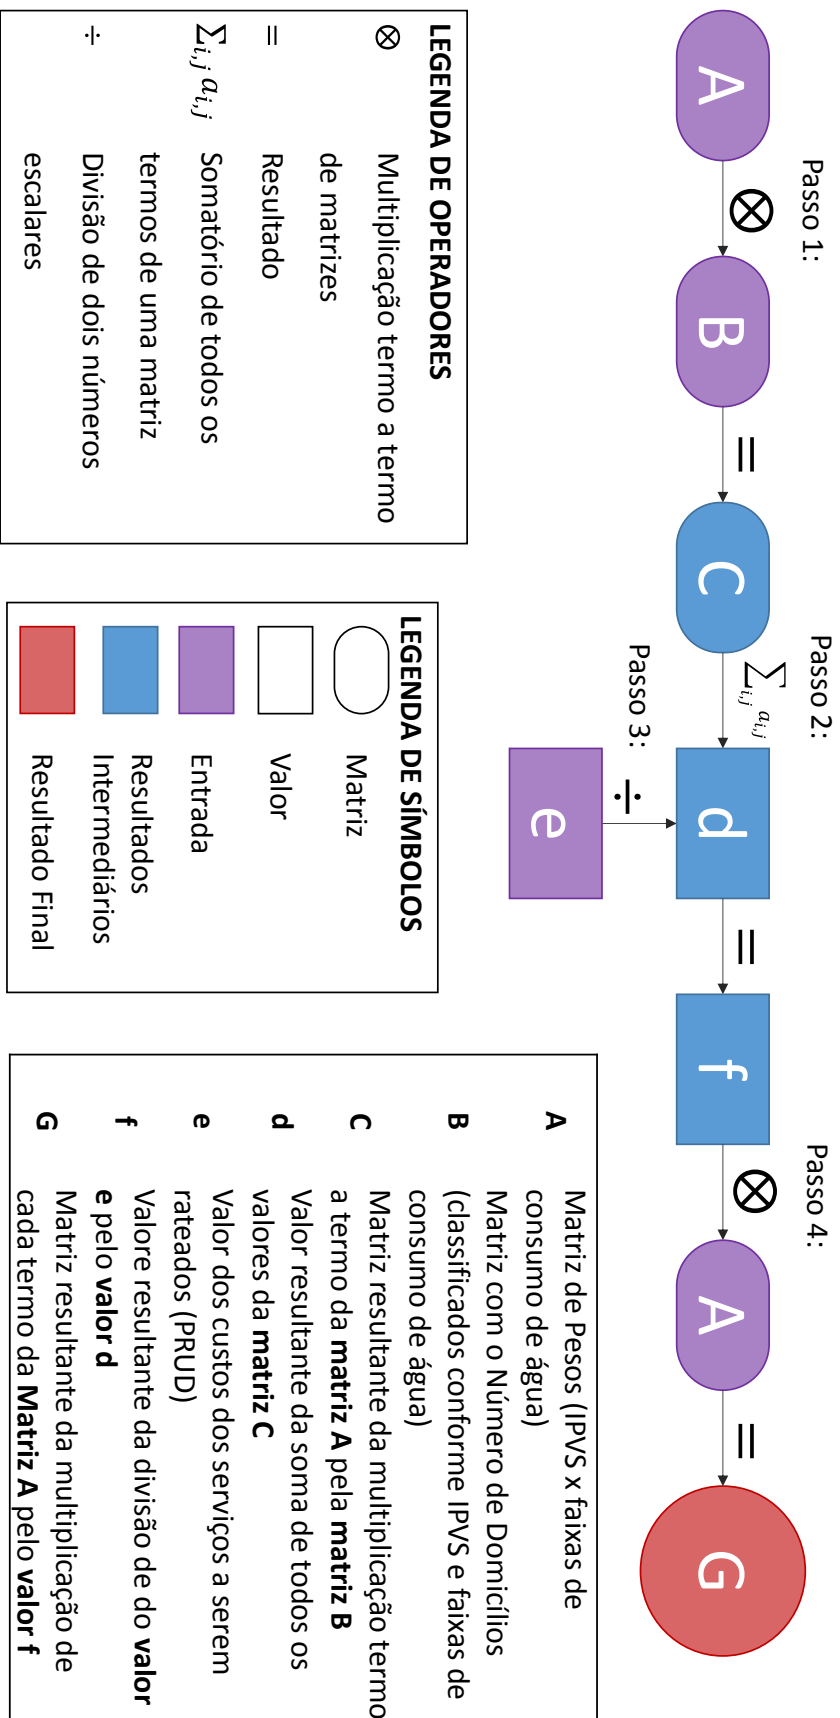 Passo 1:
Passo 2:
Passo 4:
A
⊗
B
=
C
∑i,j ai,j
d
=
f
⊗
A
=
G
Passo 3:
÷
e
LEGENDA DE OPERADORES
⊗ Multiplicação termo a termo
de matrizes
= Resultado
∑i,j ai,j Somatório de todos os
termos de uma matriz
÷ Divisão de dois números
escalares
LEGENDA DE SÍMBOLOS
Matriz
Valor
Entrada
Resultados
Intermediários
Resultado Final
A Matriz de Pesos (IPVS x faixas de
consumo de água)
B Matriz com o Número de Domicílios
(classificados conforme IPVS e faixas de
consumo de água)
C Matriz resultante da multiplicação termo
a termo da matriz A pela matriz B
d Valor resultante da soma de todos os
valores da matriz C
e Valor dos custos dos serviços a serem
rateados (PRUD)
f Valore resultante da divisão de do valor
e pelo valor d
G Matriz resultante da multiplicação de
cada termo da Matriz A pelo valor f